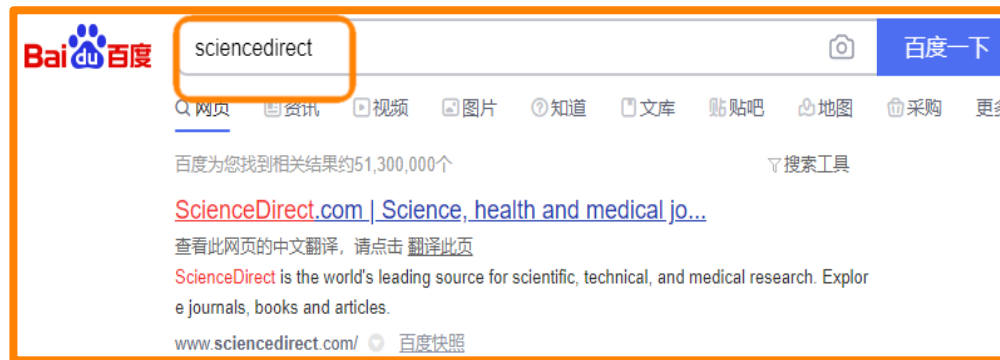 Bai du 百度 sciencedirect 百度一下
网页 资讯 视频 图片 知道 文库 贴 贴吧 地图 采购 更多
百度为您找到相关结果约51,300,000个 搜索工具
ScienceDirect.com | Science, health and medical jo...
查看此网页的中文翻译，请点击 翻译此页
ScienceDirect is the world's leading source for scientific, technical, and medical research. Explor
e journals, books and articles.
www.sciencedirect.com/ 百度快照